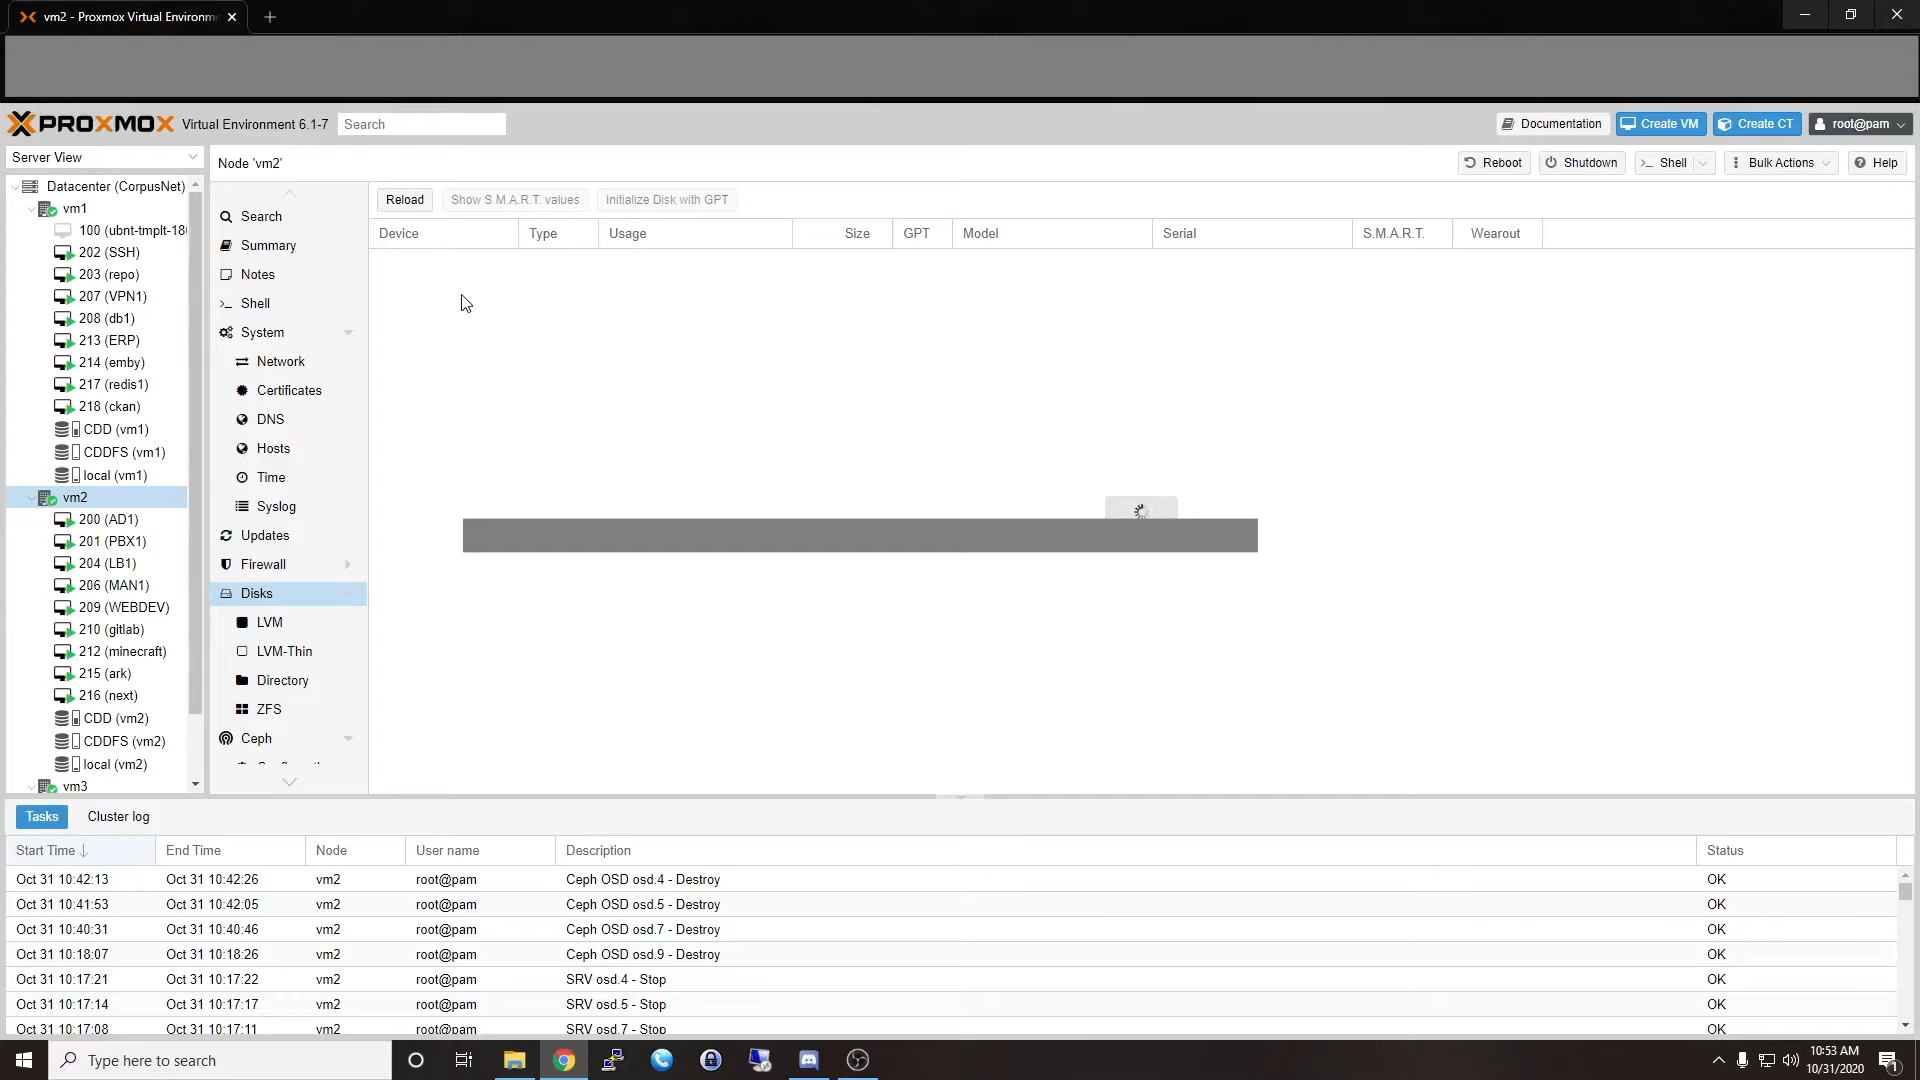 vm2 - Proxmox Virtual Environm
PROXMOX Virtual Environment 6.1-7 Search
Documentation Create VM Create CT root@pam
Server View
Node 'vm2'
Reboot Shutdown Shell Bulk Actions Help
Datacenter (CorpusNet)
vm1
100 (ubnt-tmplt-180
202 (SSH)
203 (repo)
207 (VPN1)
208 (db1)
213 (ERP)
214 (emby)
217 (redis1)
218 (ckan)
CDD (vm1)
CDDFS (vm1)
local (vm1)
vm2
200 (AD1)
201 (PBX1)
204 (LB1)
206 (MAN1)
209 (WEBDEV)
210 (gitlab)
212 (minecraft)
215 (ark)
216 (next)
CDD (vm2)
CDDFS (vm2)
local (vm2)
vm3
Search
Summary
Notes
Shell
System
Network
Certificates
DNS
Hosts
Time
Syslog
Updates
Firewall
Disks
LVM
LVM-Thin
Directory
ZFS
Ceph
Reload Show S.M.A.R.T. values Initialize Disk with GPT
Device Type Usage Size GPT Model Serial S.M.A.R.T. Wearout
Tasks Cluster log
Start Time End Time Node User name Description Status
Oct 31 10:42:13 Oct 31 10:42:26 vm2 root@pam Ceph OSD osd.4 - Destroy OK
Oct 31 10:41:53 Oct 31 10:42:05 vm2 root@pam Ceph OSD osd.5 - Destroy OK
Oct 31 10:40:31 Oct 31 10:40:46 vm2 root@pam Ceph OSD osd.7 - Destroy OK
Oct 31 10:18:07 Oct 31 10:18:26 vm2 root@pam Ceph OSD osd.9 - Destroy OK
Oct 31 10:17:21 Oct 31 10:17:22 vm2 root@pam SRV osd.4 - Stop OK
Oct 31 10:17:14 Oct 31 10:17:17 vm2 root@pam SRV osd.5 - Stop OK
Oct 31 10:17:08 Oct 31 10:17:11 vm2 root@pam SRV osd.7 - Stop OK
Type here to search
10:53 AM
10/31/2020
1